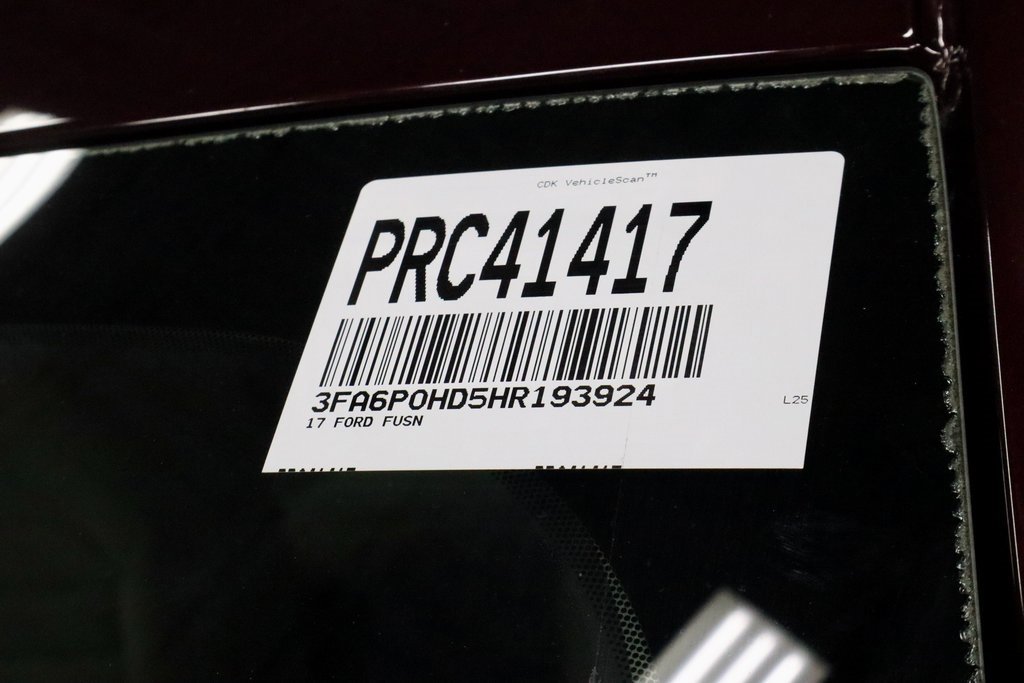 CDK VehicleScan™
PRC41417
3FA6P0HD5HR193924
17 FORD FUSN
L25